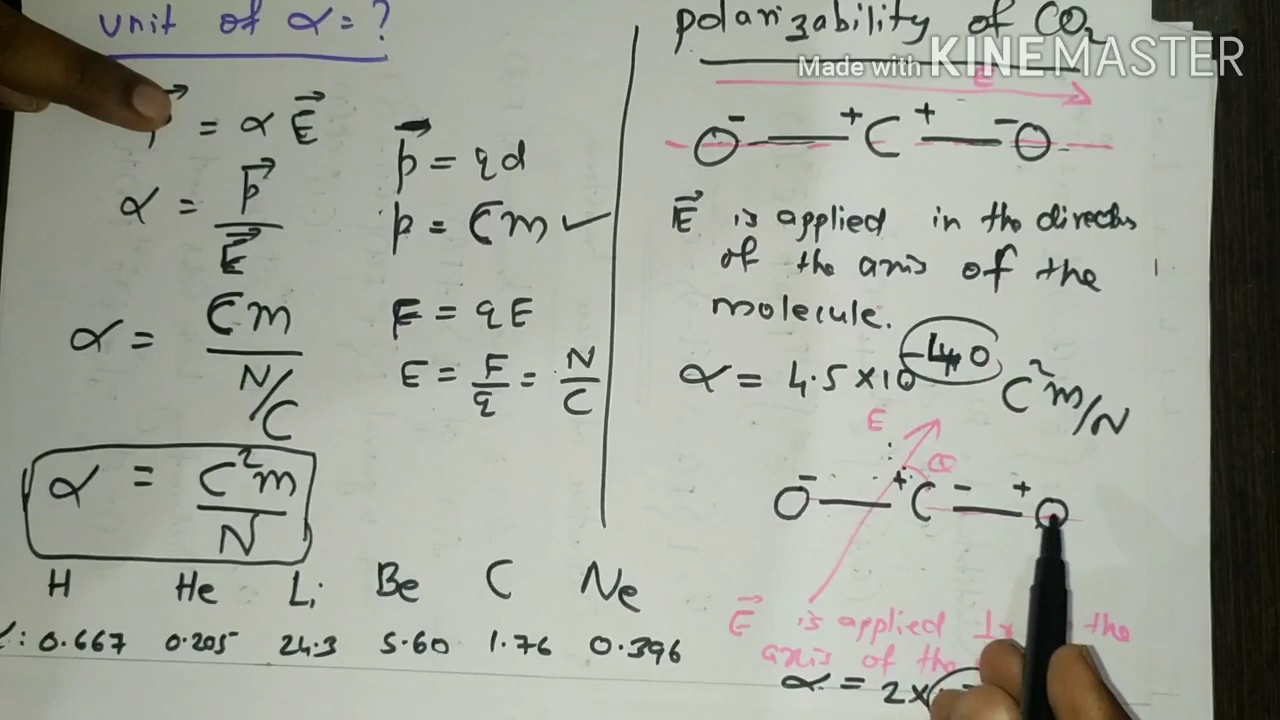 unit of α = ?
= α E
α = p / E
α = Cm / N/C
α = C²m / N
p = qd
p = Cm ✓
F = qE
E = F/q = N/C
H He Li Be C Ne
: 0.667 0.205 24.3 5.60 1.76 0.396
polarizability of CO₂
Made with KINEMASTER
E
O⁻ — ⁺C⁺ — ⁻O
E is applied in the directs
of the axis of the
molecule.
α = 4.5×10⁻⁴⁰ C²m/N
E
O⁻ — ⁺C⁻ — ⁺O
E is applied the
axis of the
α = 2×